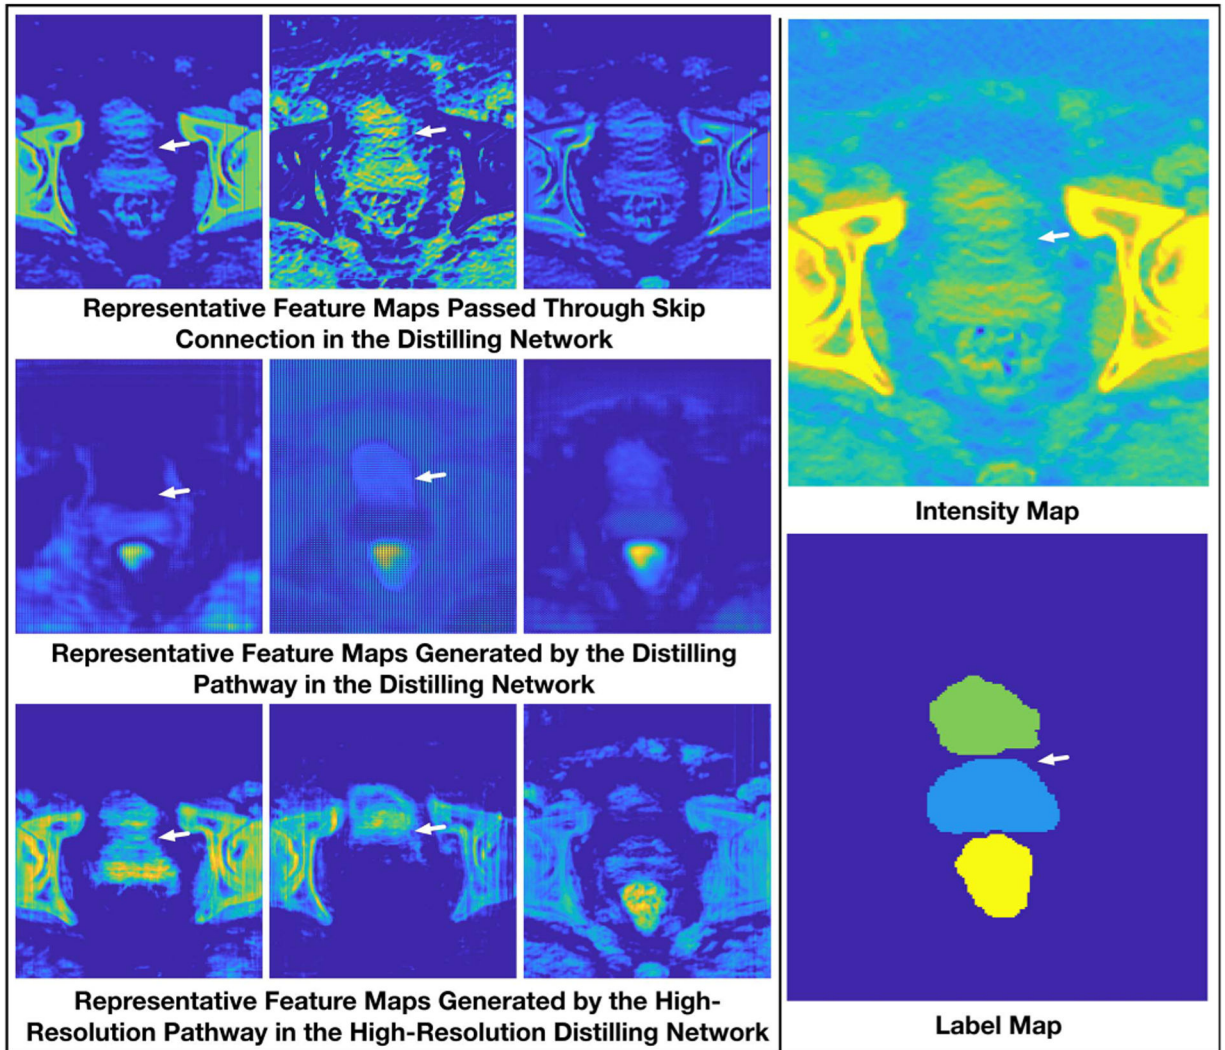 Representative Feature Maps Passed Through Skip
Connection in the Distilling Network
Representative Feature Maps Generated by the Distilling
Pathway in the Distilling Network
Representative Feature Maps Generated by the High-
Resolution Pathway in the High-Resolution Distilling Network
Intensity Map
Label Map